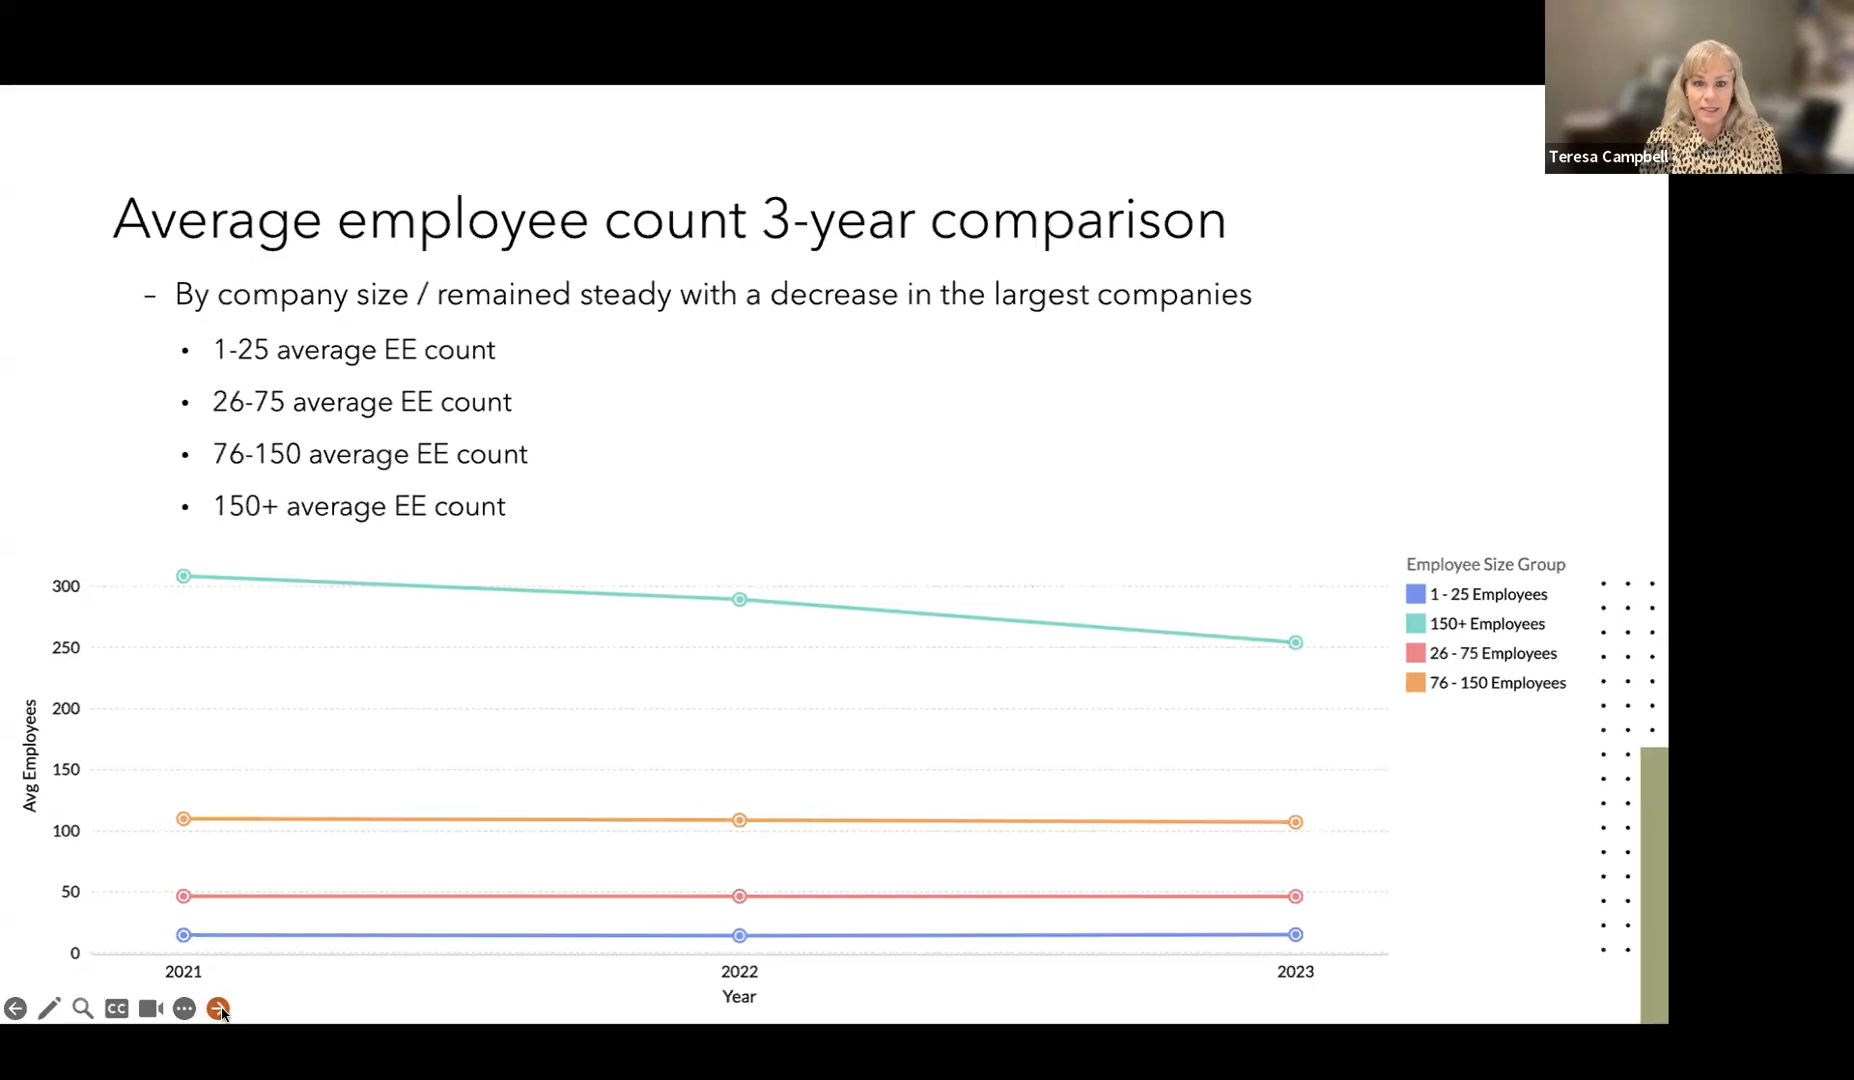 Teresa Campbell
Average employee count 3-year comparison
– By company size / remained steady with a decrease in the largest companies
• 1-25 average EE count
• 26-75 average EE count
• 76-150 average EE count
• 150+ average EE count
Employee Size Group
1 - 25 Employees
150+ Employees
26 - 75 Employees
76 - 150 Employees
Avg Employees
300
250
200
150
100
50
0
2021 2022 2023
Year
CC